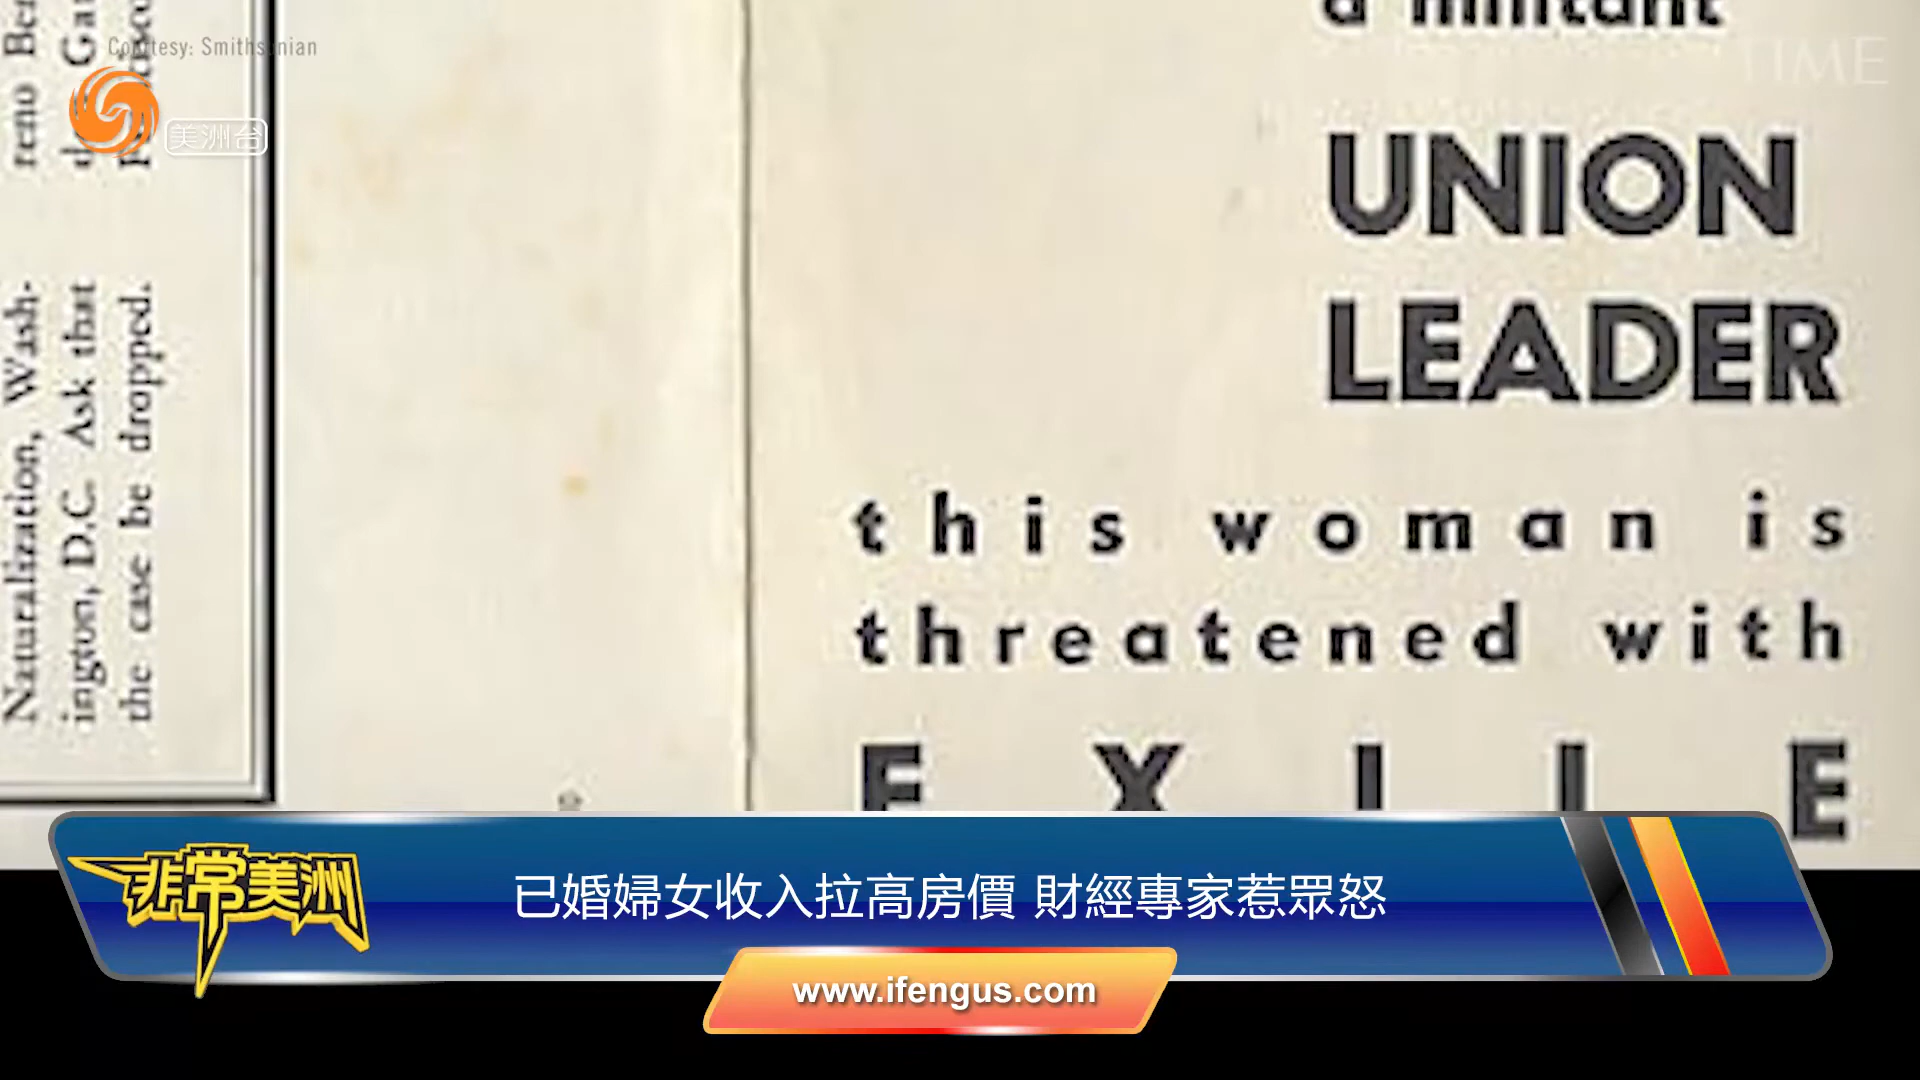 Courtesy: Smithsonian
美洲台
TIME
Naturalization, Wash-
ington, D.C. Ask that
the case be dropped.
a militant
UNION
LEADER
this woman is
threatened with
EXILE
非常美洲
已婚婦女收入拉高房價 財經專家惹眾怒
www.ifengus.com